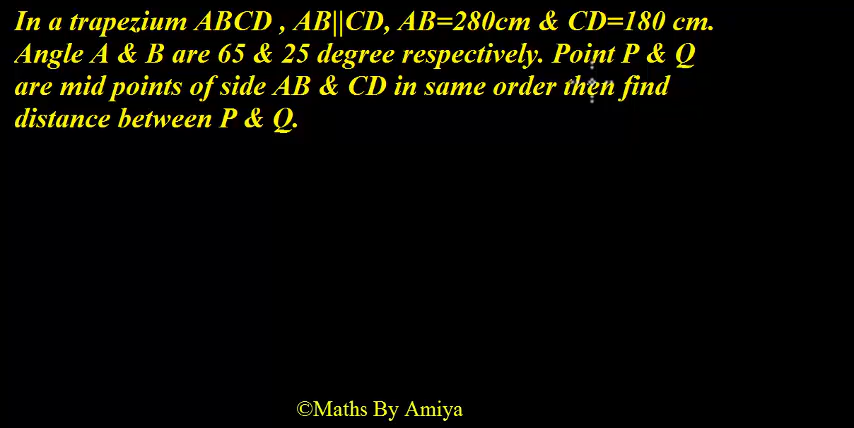 In a trapezium ABCD , AB||CD, AB=280cm & CD=180 cm.
Angle A & B are 65 & 25 degree respectively. Point P & Q
are mid points of side AB & CD in same order then find
distance between P & Q.
©Maths By Amiya